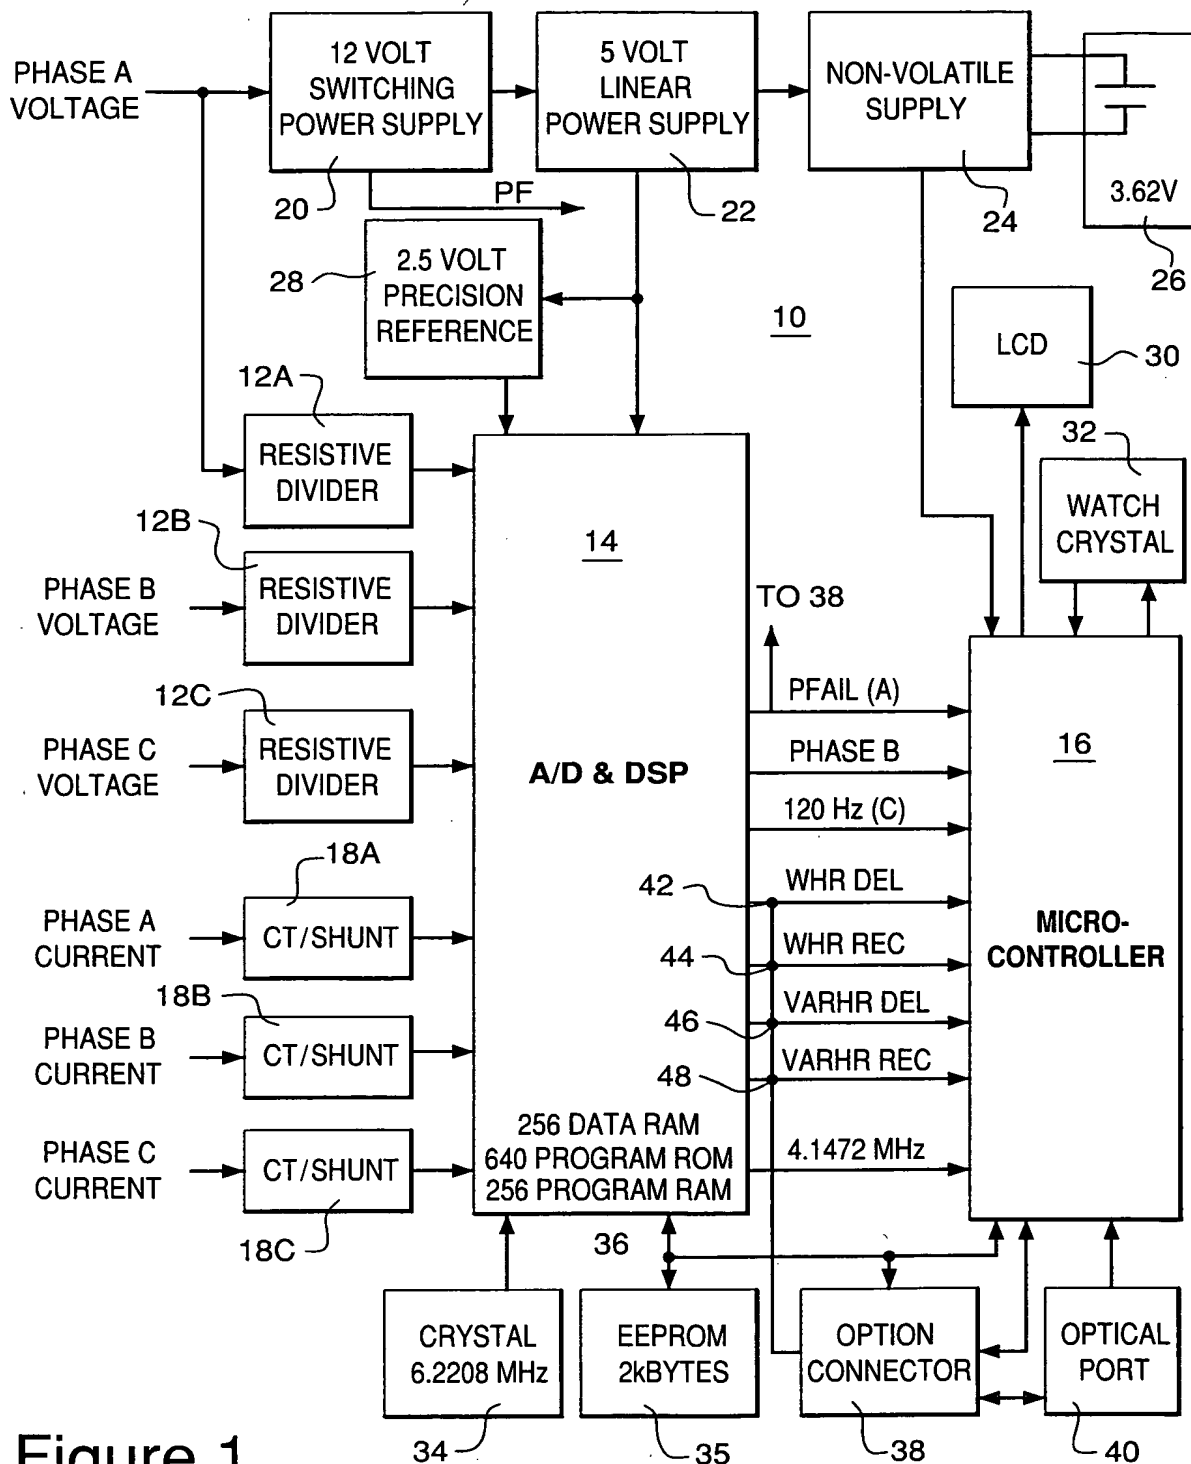 PHASE A
VOLTAGE
12 VOLT
SWITCHING
POWER SUPPLY
20
PF
5 VOLT
LINEAR
POWER SUPPLY
22
NON-VOLATILE
SUPPLY
24
3.62V
26
28
2.5 VOLT
PRECISION
REFERENCE
10
LCD
30
12A
RESISTIVE
DIVIDER
32
WATCH
CRYSTAL
12B
PHASE B
VOLTAGE
RESISTIVE
DIVIDER
14
TO 38
12C
PHASE C
VOLTAGE
RESISTIVE
DIVIDER
A/D & DSP
PFAIL (A)
PHASE B
120 Hz (C)
16
18A
PHASE A
CURRENT
CT/SHUNT
42
WHR DEL
44
WHR REC
MICRO-
CONTROLLER
18B
PHASE B
CURRENT
CT/SHUNT
46
VARHR DEL
48
VARHR REC
PHASE C
CURRENT
CT/SHUNT
18C
256 DATA RAM
640 PROGRAM ROM
256 PROGRAM RAM
4.1472 MHz
36
CRYSTAL
6.2208 MHz
34
EEPROM
2kBYTES
35
OPTION
CONNECTOR
38
OPTICAL
PORT
40
Figure 1